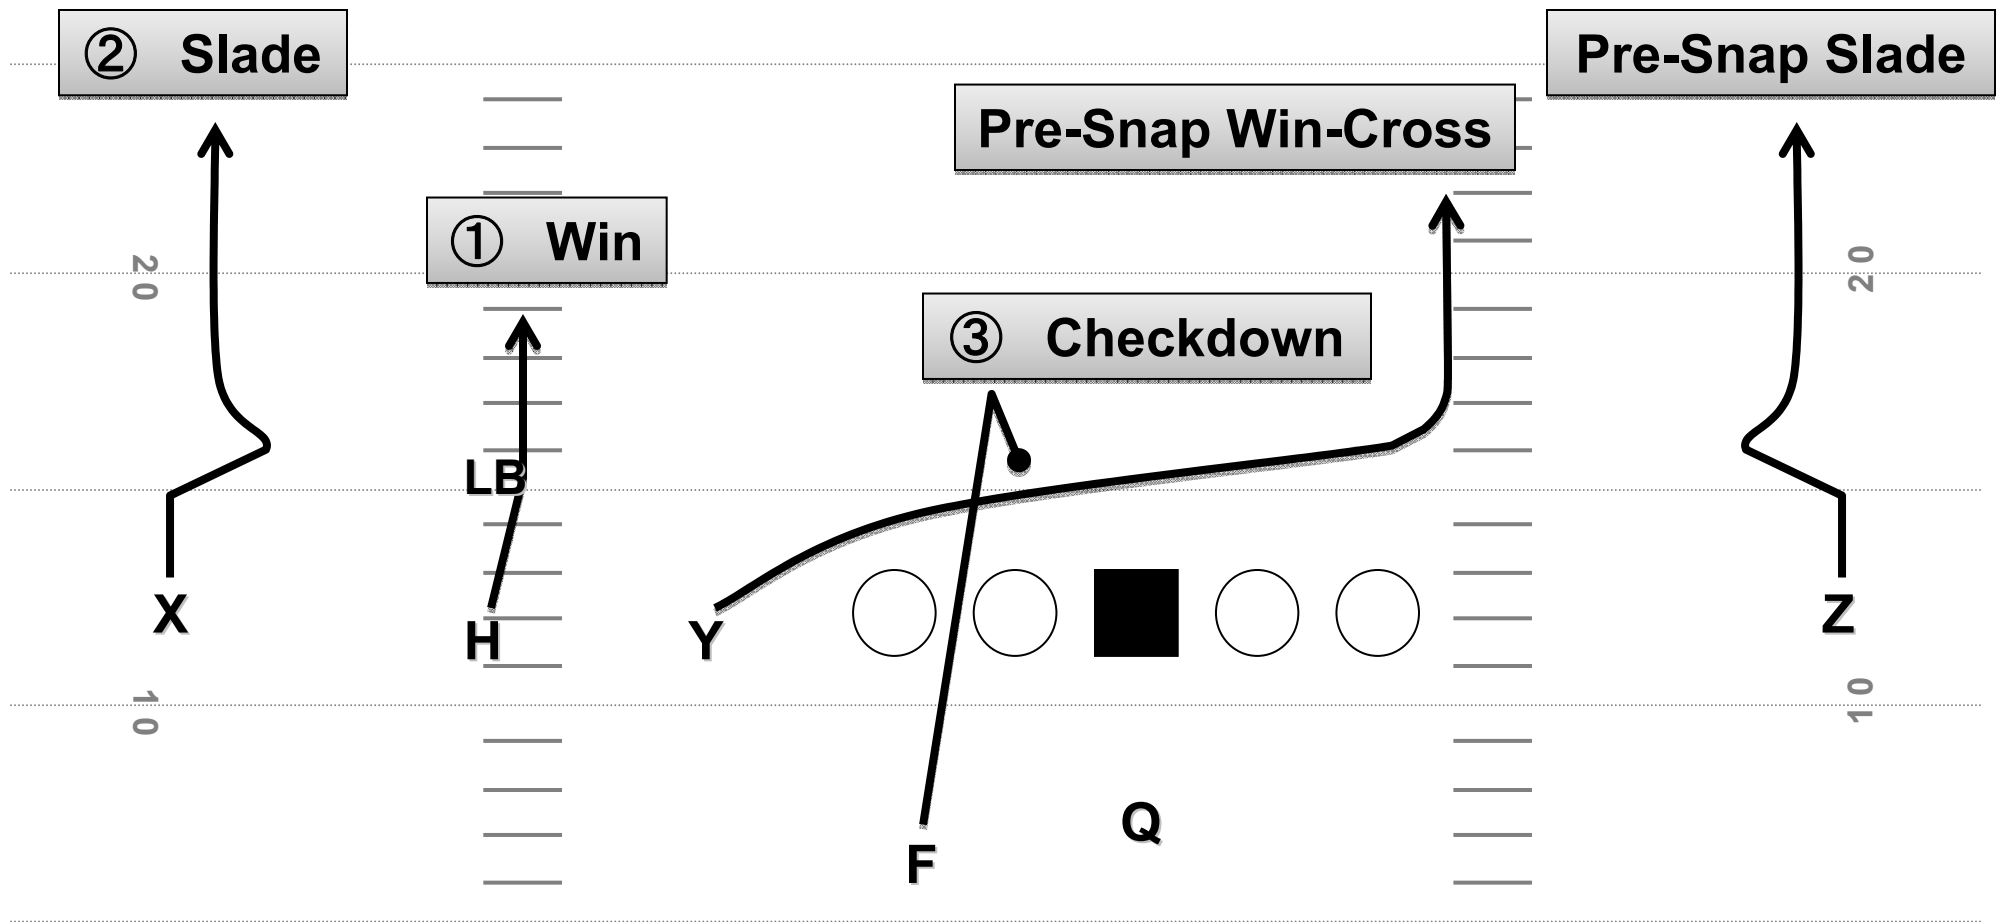 ② Slade
Pre-Snap Slade
Pre-Snap Win-Cross
① Win
20
20
③ Checkdown
LB
X
H
Y
Z
10
10
Q
F